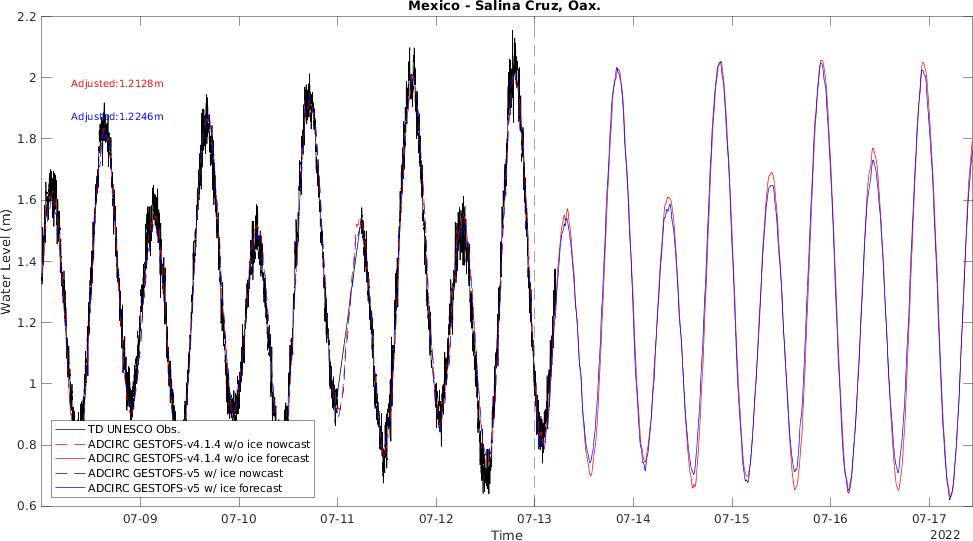 Mexico - Salina Cruz, Oax.
2.2
2
1.8
1.6
1.4
1.2
1
0.8
0.6
Water Level (m)
Adjusted:1.2128m
Adjusted:1.2246m
TD UNESCO Obs.
ADCIRC GESTOFS-v4.1.4 w/o ice nowcast
ADCIRC GESTOFS-v4.1.4 w/o ice forecast
ADCIRC GESTOFS-v5 w/ ice nowcast
ADCIRC GESTOFS-v5 w/ ice forecast
07-09 07-10 07-11 07-12 07-13 07-14 07-15 07-16 07-17
Time
2022